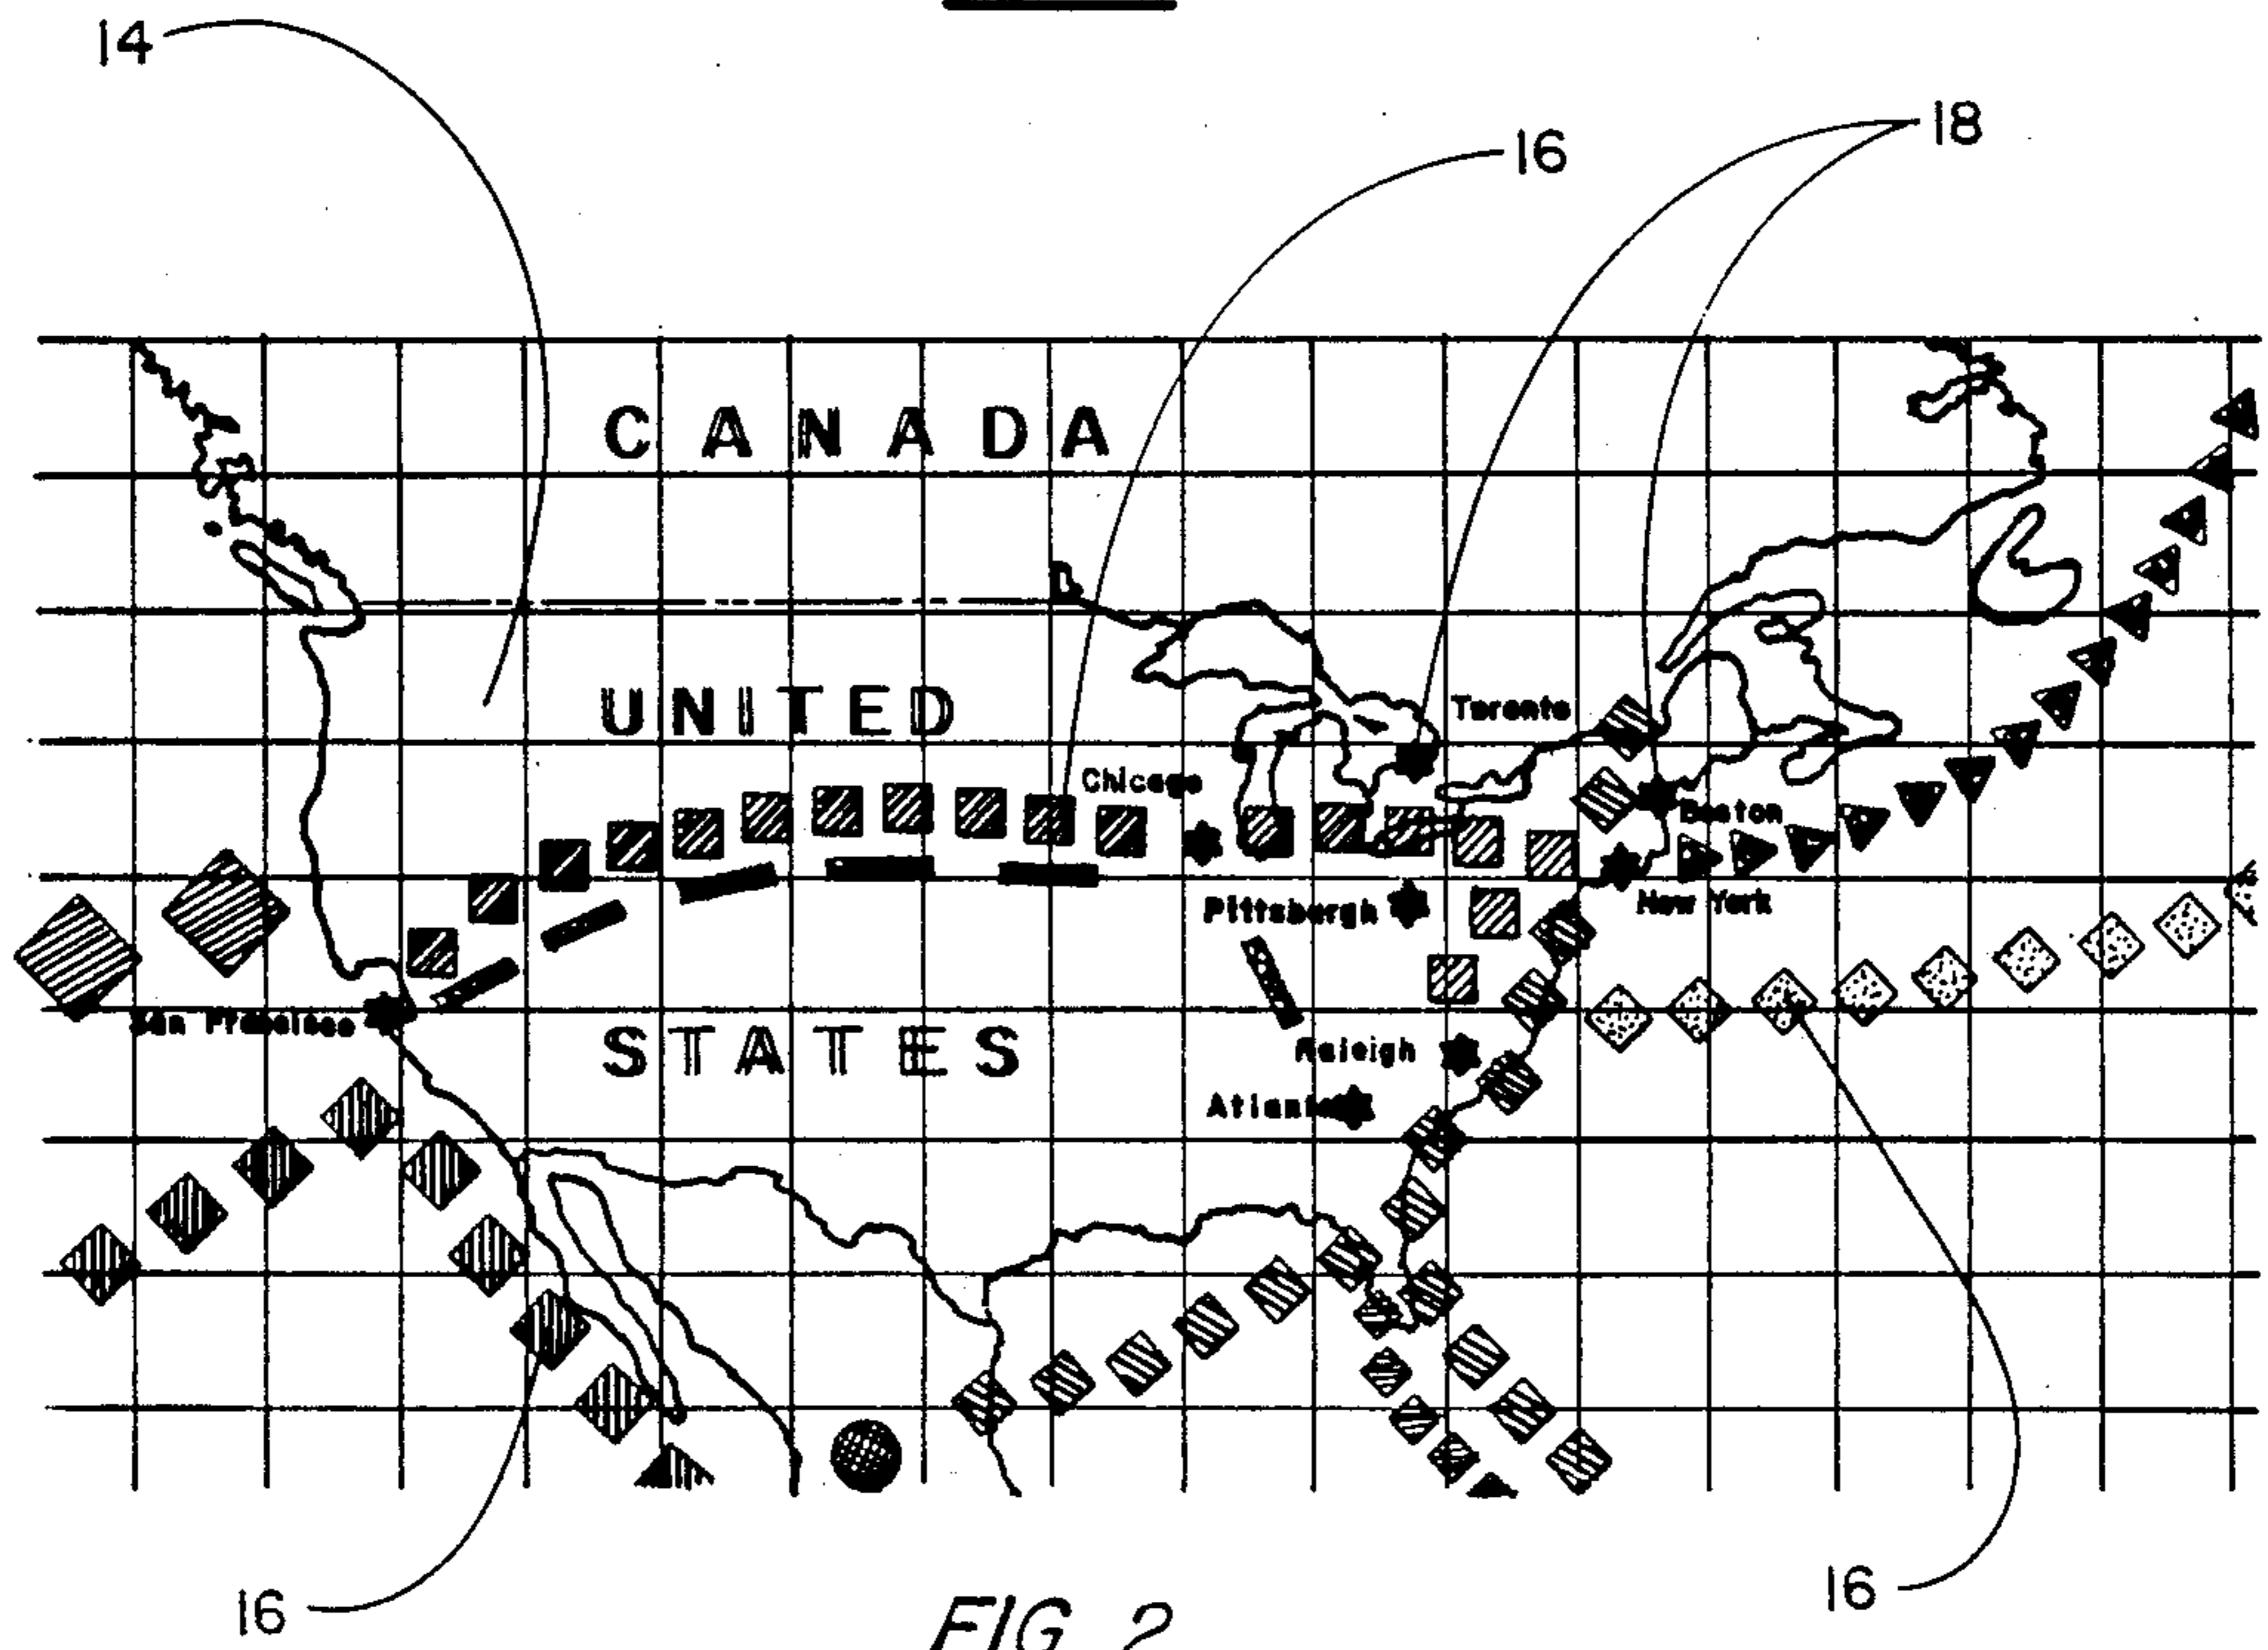 14
18
16
CANADA
UNITED
Toronto
Chicago
Boston
Pittsburgh
New York
San Francisco
STATES
Raleigh
Atlanta
16
16
FIG. 2